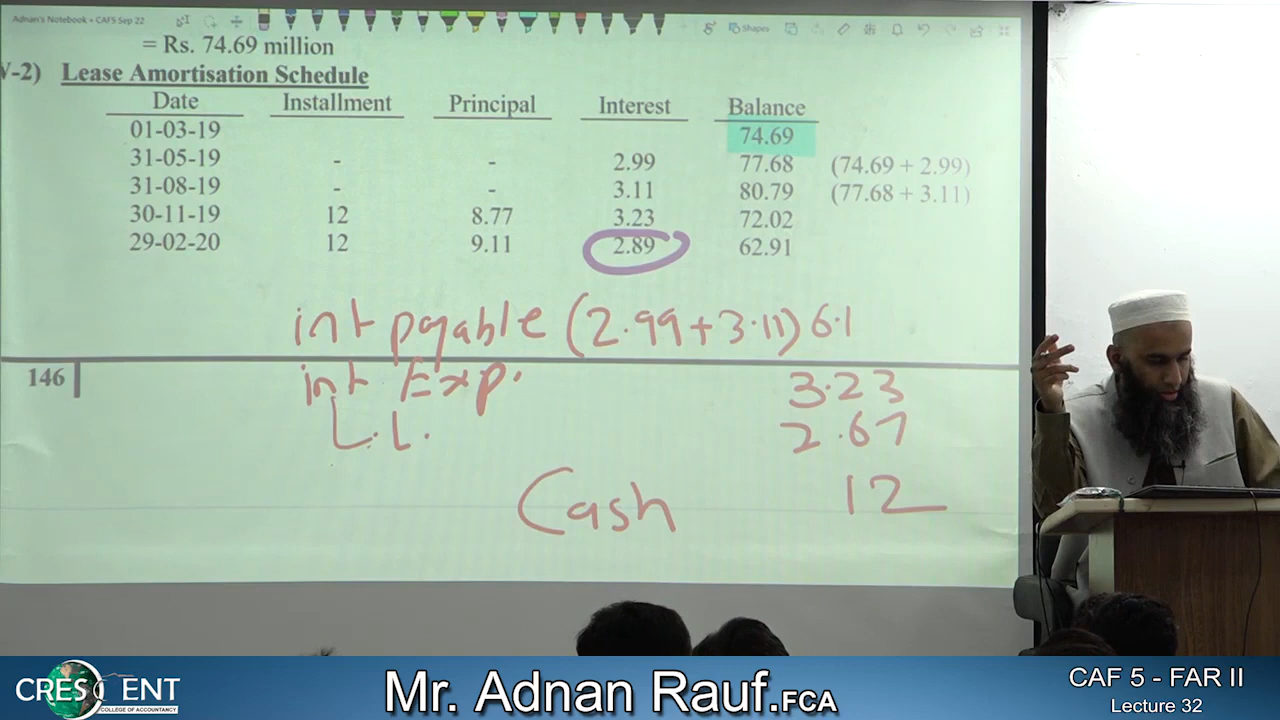 Adnan's Notebook • CAF5 Sep 22
Shapes
= Rs. 74.69 million
V-2) Lease Amortisation Schedule
Date Installment Principal Interest Balance
01-03-19 74.69
31-05-19 - - 2.99 77.68 (74.69 + 2.99)
31-08-19 - - 3.11 80.79 (77.68 + 3.11)
30-11-19 12 8.77 3.23 72.02
29-02-20 12 9.11 2.89 62.91
int payable (2.99+3.11) 6.1
146
int Exp. 3.23
L.L. 2.67
Cash 12
CRESCENT
COLLEGE OF ACCOUNTANCY
Mr. Adnan Rauf.FCA
CAF 5 - FAR II
Lecture 32